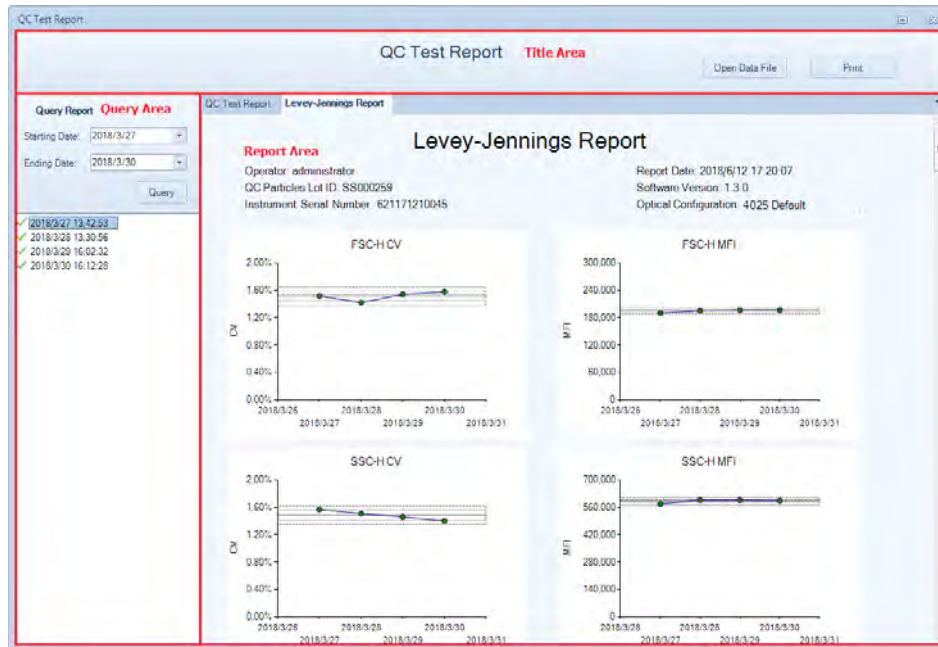 QC Test Report
QC Test Report Title Area
Open Data File Print
Query Report Query Area
Starting Date: 2018/3/27
Ending Date: 2018/3/30
Query
2018/3/27 13:42:53
2018/3/28 13:30:56
2018/3/29 16:02:32
2018/3/30 16:12:28
QC Test Report Levey-Jennings Report
Levey-Jennings Report
Report Area
Operator: administrator
QC Particles Lot ID: SS000259
Instrument Serial Number: 621171210045
Report Date: 2018/6/12 17:20:07
Software Version: 1.3.0
Optical Configuration: 4025 Default
FSC-H CV
2.00%
1.60%
1.20%
0.80%
0.40%
0.00%
CV
2018/3/26 2018/3/28 2018/3/30
2018/3/27 2018/3/29 2018/3/31
FSC-H MFI
300,000
240,000
180,000
120,000
60,000
0
MFI
2018/3/26 2018/3/28 2018/3/30
2018/3/27 2018/3/29 2018/3/31
SSC-H CV
2.00%
1.60%
1.20%
0.80%
0.40%
0.00%
CV
2018/3/26 2018/3/28 2018/3/30
2018/3/27 2018/3/29 2018/3/31
SSC-H MFI
700,000
560,000
420,000
280,000
140,000
0
MFI
2018/3/26 2018/3/28 2018/3/30
2018/3/27 2018/3/29 2018/3/31